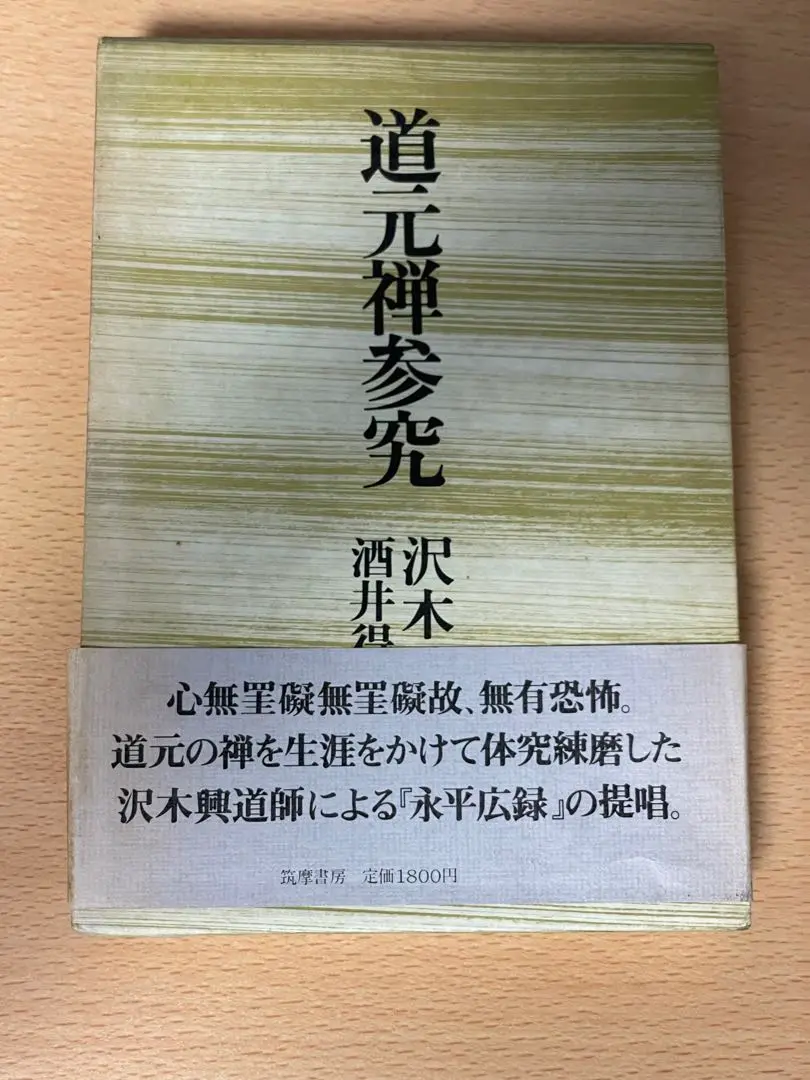 道元禅参究
沢木
酒井得
心無罣礙無罣礙故、無有恐怖。
道元の禅を生涯をかけて体究練磨した
沢木興道師による『永平広録』の提唱。
筑摩書房 定価1800円